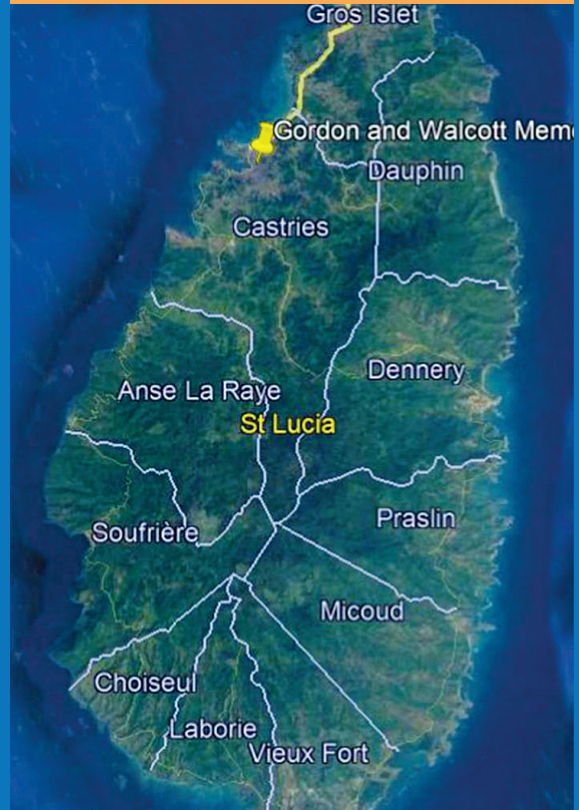 Gros Islet
Gordon and Walcott Mem
Dauphin
Castries
Dennery
Anse La Raye
St Lucia
Praslin
Soufrière
Micoud
Choiseul
Laborie
Vieux Fort